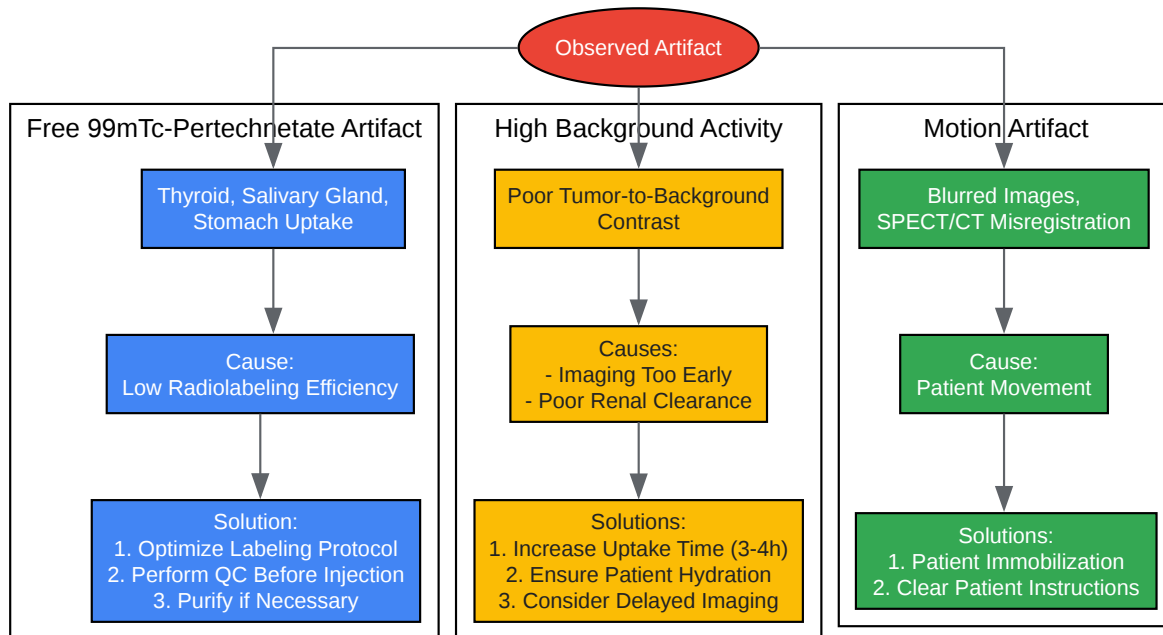 Observed Artifact
Free 99mTc-Pertechnetate Artifact
Thyroid, Salivary Gland,
Stomach Uptake
Cause:
Low Radiolabeling Efficiency
Solution:
1. Optimize Labeling Protocol
2. Perform QC Before Injection
3. Purify if Necessary
High Background Activity
Poor Tumor-to-Background
Contrast
Causes:
- Imaging Too Early
- Poor Renal Clearance
Solutions:
1. Increase Uptake Time (3-4h)
2. Ensure Patient Hydration
3. Consider Delayed Imaging
Motion Artifact
Blurred Images,
SPECT/CT Misregistration
Cause:
Patient Movement
Solutions:
1. Patient Immobilization
2. Clear Patient Instructions